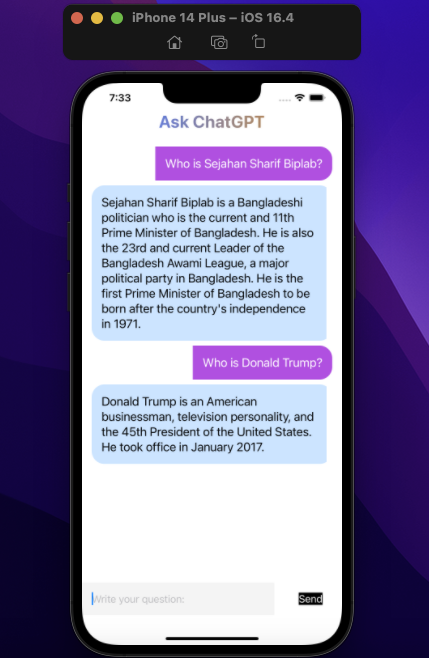 iPhone 14 Plus – iOS 16.4
7:33
Ask ChatGPT
Who is Sejahan Sharif Biplab?
Sejahan Sharif Biplab is a Bangladeshi
politician who is the current and 11th
Prime Minister of Bangladesh. He is also
the 23rd and current Leader of the
Bangladesh Awami League, a major
political party in Bangladesh. He is the
first Prime Minister of Bangladesh to be
born after the country's independence
in 1971.
Who is Donald Trump?
Donald Trump is an American
businessman, television personality, and
the 45th President of the United States.
He took office in January 2017.
Write your question:
Send